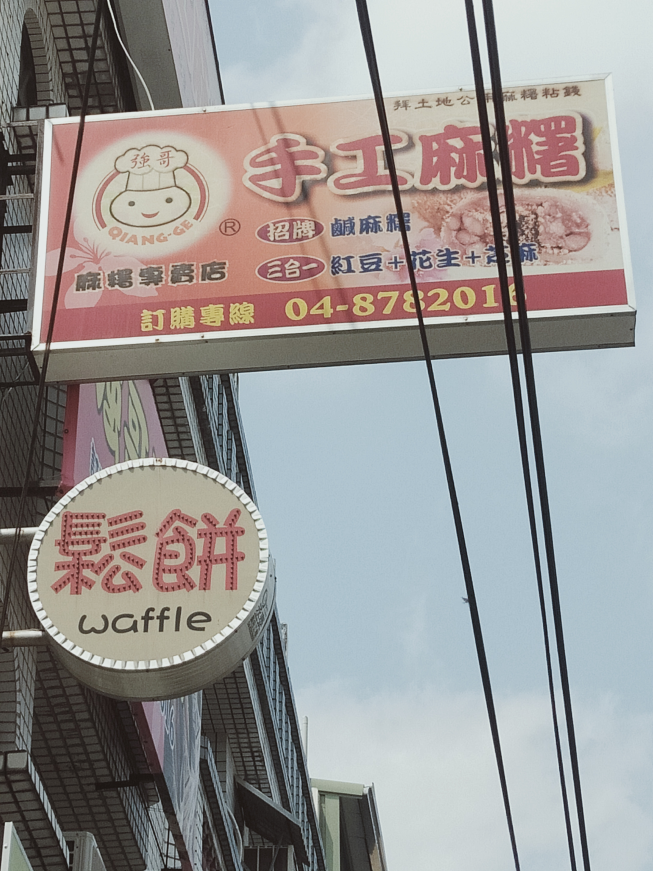 拜土地公用麻糬粘錢
強哥
手工麻糬
QIANG-GE
®
招牌 鹹麻糬
麻糬專賣店
三合一 紅豆+花生+芝麻
訂購專線 04-8782016
鬆餅
waffle